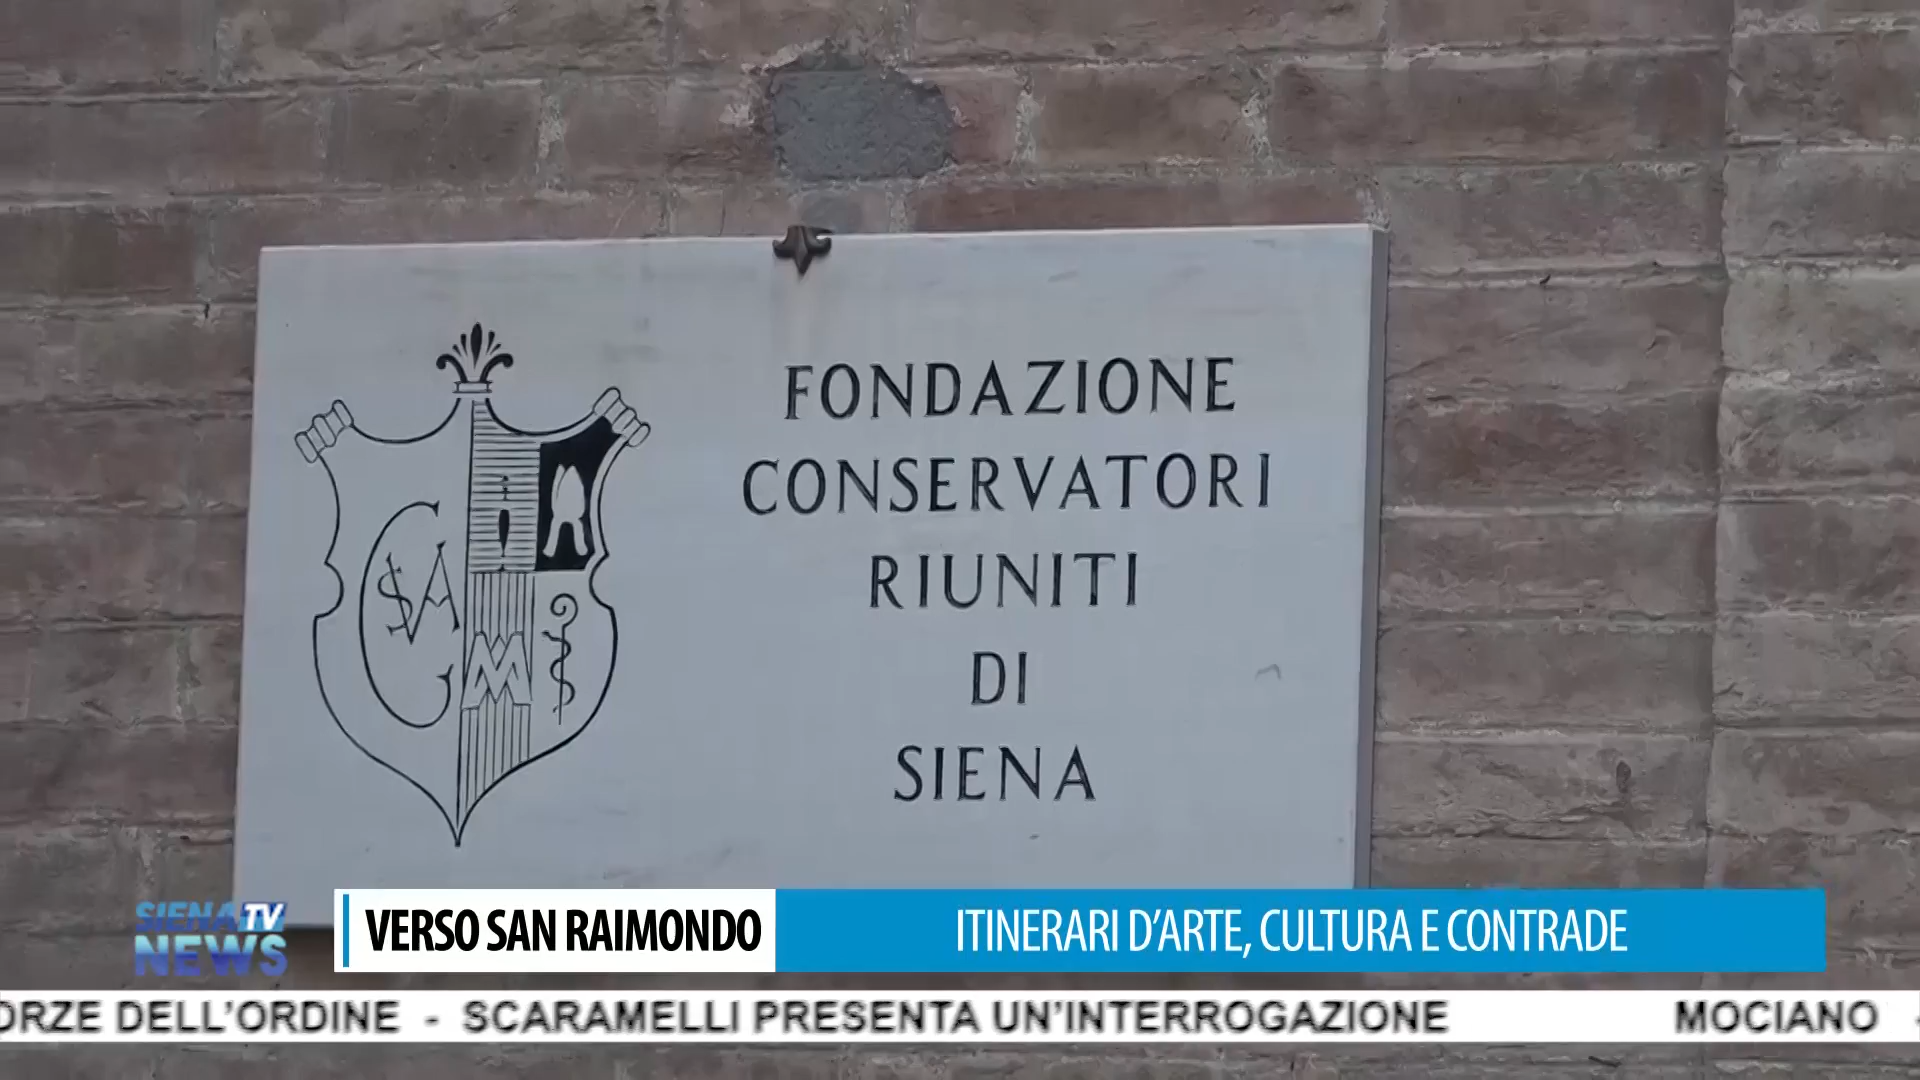 FONDAZIONE
CONSERVATORI
RIUNITI
DI
SIENA
SIENA TV
NEWS
VERSO SAN RAIMONDO
ITINERARI D'ARTE, CULTURA E CONTRADE
ORZE DELL'ORDINE - SCARAMELLI PRESENTA UN'INTERROGAZIONE MOCIANO